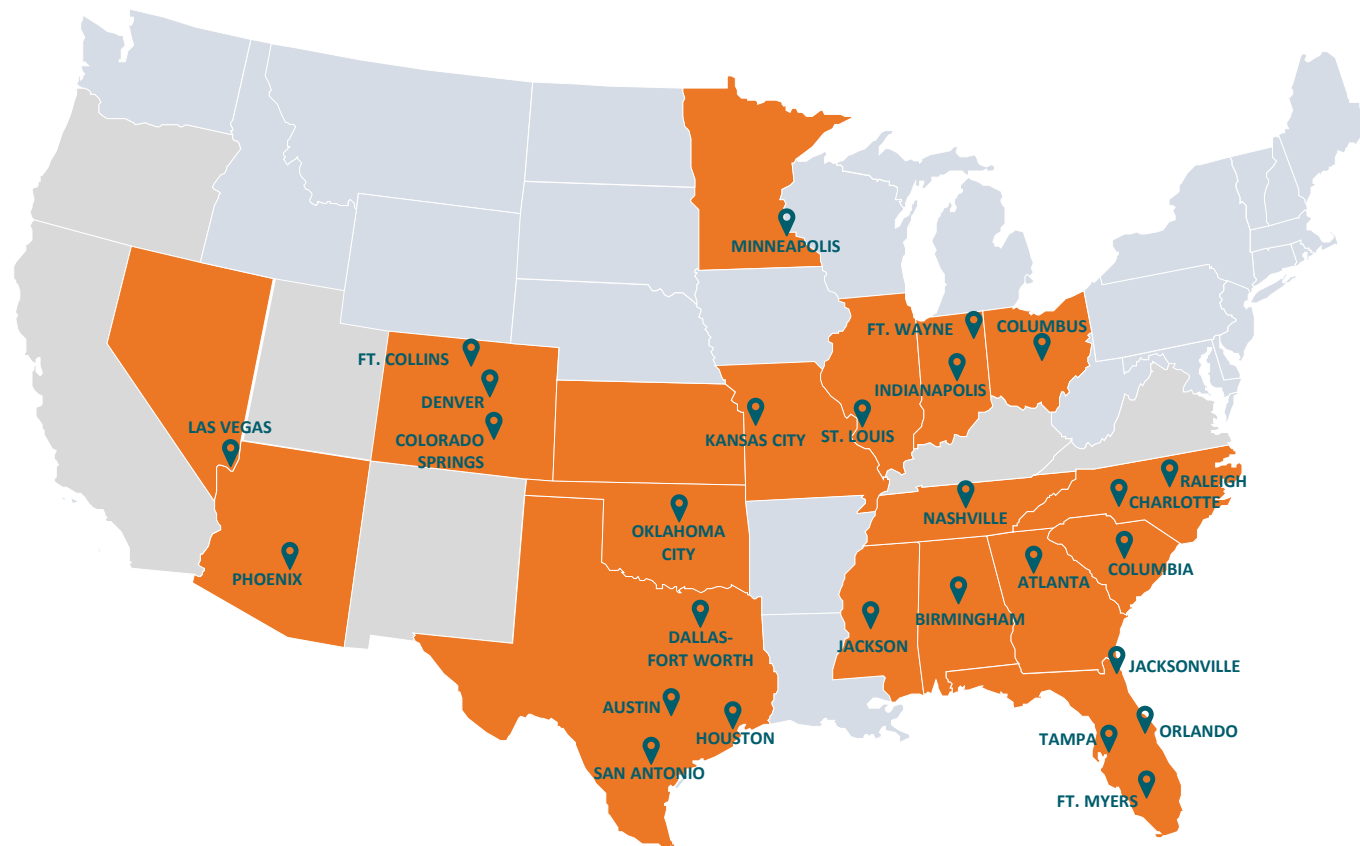 MINNEAPOLIS
FT. WAYNE
COLUMBUS
FT. COLLINS
INDIANAPOLIS
DENVER
LAS VEGAS
COLORADO
SPRINGS
KANSAS CITY
ST. LOUIS
RALEIGH
CHARLOTTE
NASHVILLE
OKLAHOMA
CITY
PHOENIX
COLUMBIA
ATLANTA
BIRMINGHAM
DALLAS-
FORT WORTH
JACKSON
JACKSONVILLE
AUSTIN
HOUSTON
ORLANDO
TAMPA
SAN ANTONIO
FT. MYERS